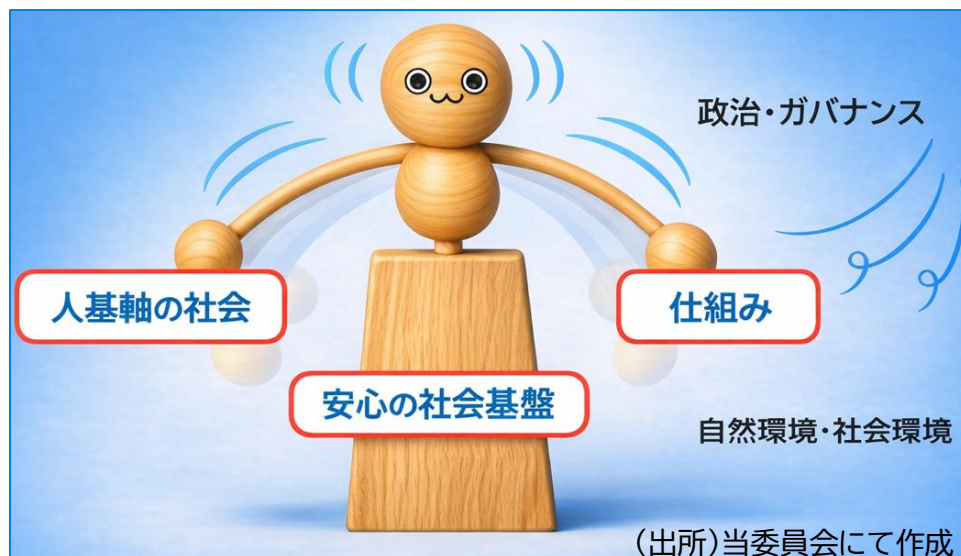 政治・ガバナンス
人基軸の社会
仕組み
安心の社会基盤
自然環境・社会環境
(出所)当委員会にて作成